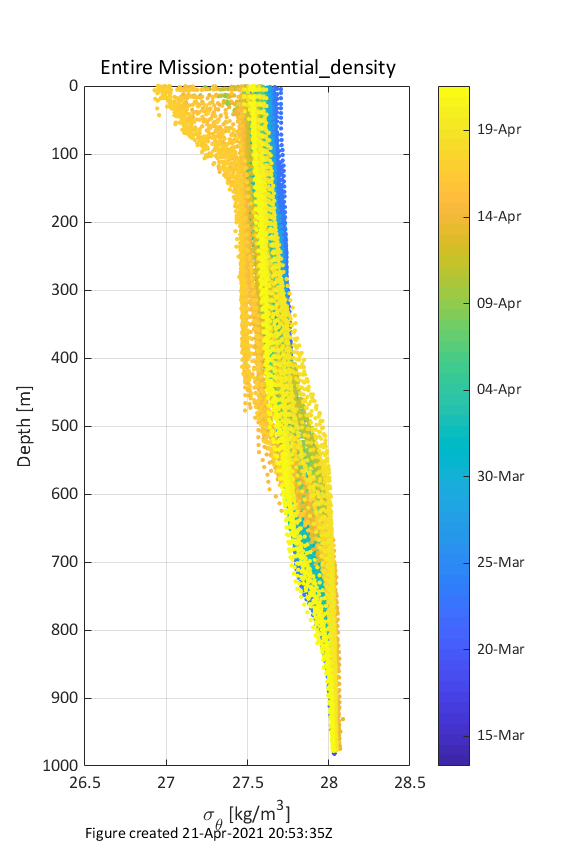 Entire Mission: potential_density
0
100
200
300
400
500
600
700
800
900
1000
Depth [m]
26.5 27 27.5 28 28.5
σθ [kg/m³]
19-Apr
14-Apr
09-Apr
04-Apr
30-Mar
25-Mar
20-Mar
15-Mar
Figure created 21-Apr-2021 20:53:35Z